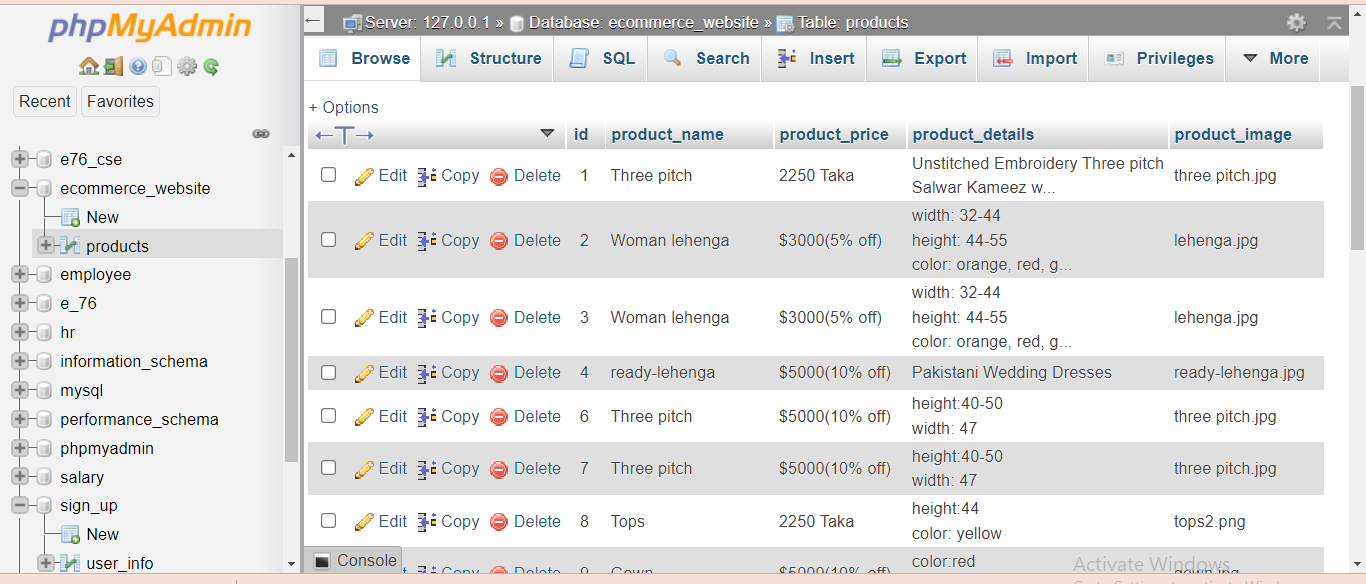 phpMyAdmin
Recent Favorites
e76_cse
ecommerce_website
New
products
employee
e_76
hr
information_schema
mysql
performance_schema
phpmyadmin
salary
sign_up
New
user_info
Server: 127.0.0.1 » Database: ecommerce_website » Table: products
Browse Structure SQL Search Insert Export Import Privileges More
+ Options
←T→ id product_name product_price product_details product_image
Edit Copy Delete 1 Three pitch 2250 Taka Unstitched Embroidery Three pitch three pitch.jpg
Salwar Kameez w...
Edit Copy Delete 2 Woman lehenga $3000(5% off) width: 32-44 lehenga.jpg
height: 44-55
color: orange, red, g...
Edit Copy Delete 3 Woman lehenga $3000(5% off) width: 32-44 lehenga.jpg
height: 44-55
color: orange, red, g...
Edit Copy Delete 4 ready-lehenga $5000(10% off) Pakistani Wedding Dresses ready-lehenga.jpg
Edit Copy Delete 6 Three pitch $5000(10% off) height:40-50 three pitch.jpg
width: 47
Edit Copy Delete 7 Three pitch $5000(10% off) height:40-50 three pitch.jpg
width: 47
Edit Copy Delete 8 Tops 2250 Taka height:44 tops2.png
color: yellow
Copy Delete 9 Gown $5000(10% off) color:red gown.jpg
Console
Activate Windows